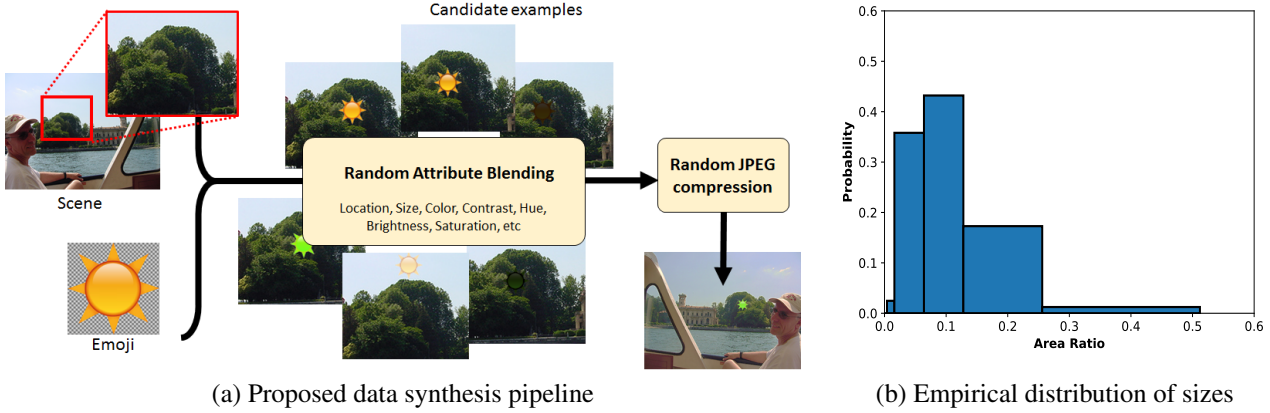 Candidate examples
Scene
Emoji
Random Attribute Blending
Location, Size, Color, Contrast, Hue,
Brightness, Saturation, etc
Random JPEG
compression
(a) Proposed data synthesis pipeline
0.6
0.5
0.4
0.3
0.2
0.1
0.0
Probability
0.0 0.1 0.2 0.3 0.4 0.5 0.6
Area Ratio
(b) Empirical distribution of sizes